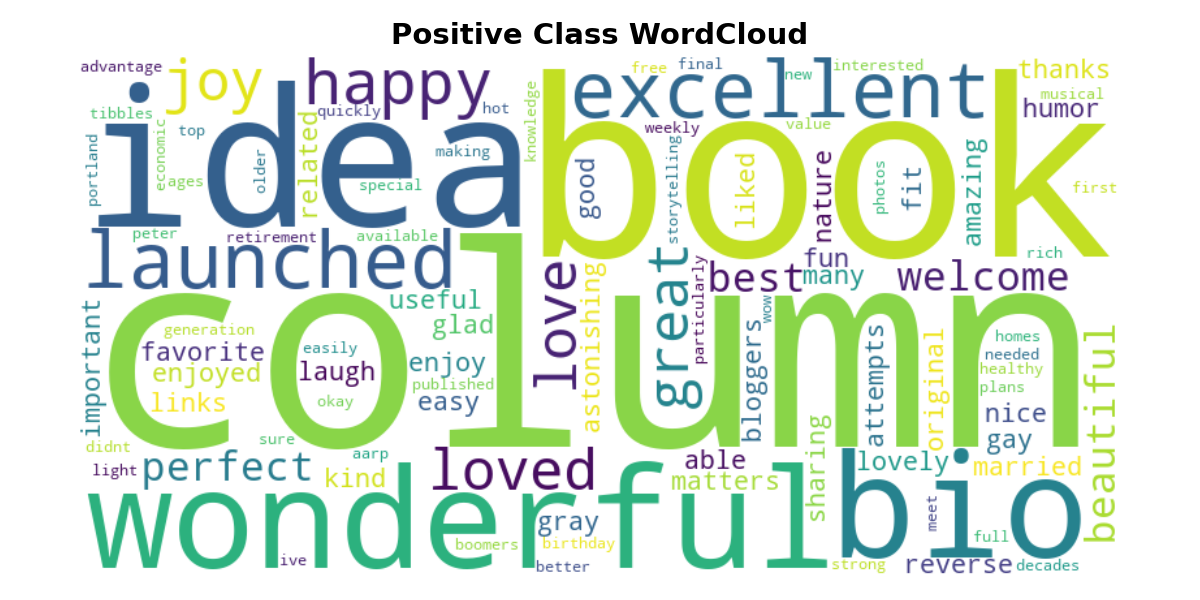 Positive Class WordCloud
advantage
joy
happy
excellent
free
final
new
interested
thanks
musical
humor
tibbles
quickly
hot
knowledge
idea
book
top
economic
portland
older
ages
related
special
making
good
weekly
storytelling
value
liked
nature
photos
fit
amazing
first
peter
retirement
available
launched
love
great
particularly
best
fun
many
welcome
rich
column
important
useful
glad
generation
favorite
enjoyed
links
easily
laugh
okay
enjoy
published
easy
astonishing
wow
bloggers
attempts
original
homes
needed
healthy
plans
nice
gay
beautiful
didnt
sure
light
perfect
aarp
kind
loved
able
matters
sharing
lovely
married
wonderful
bio
gray
boomers
birthday
ive
better
meet
full
strong
reverse
decades